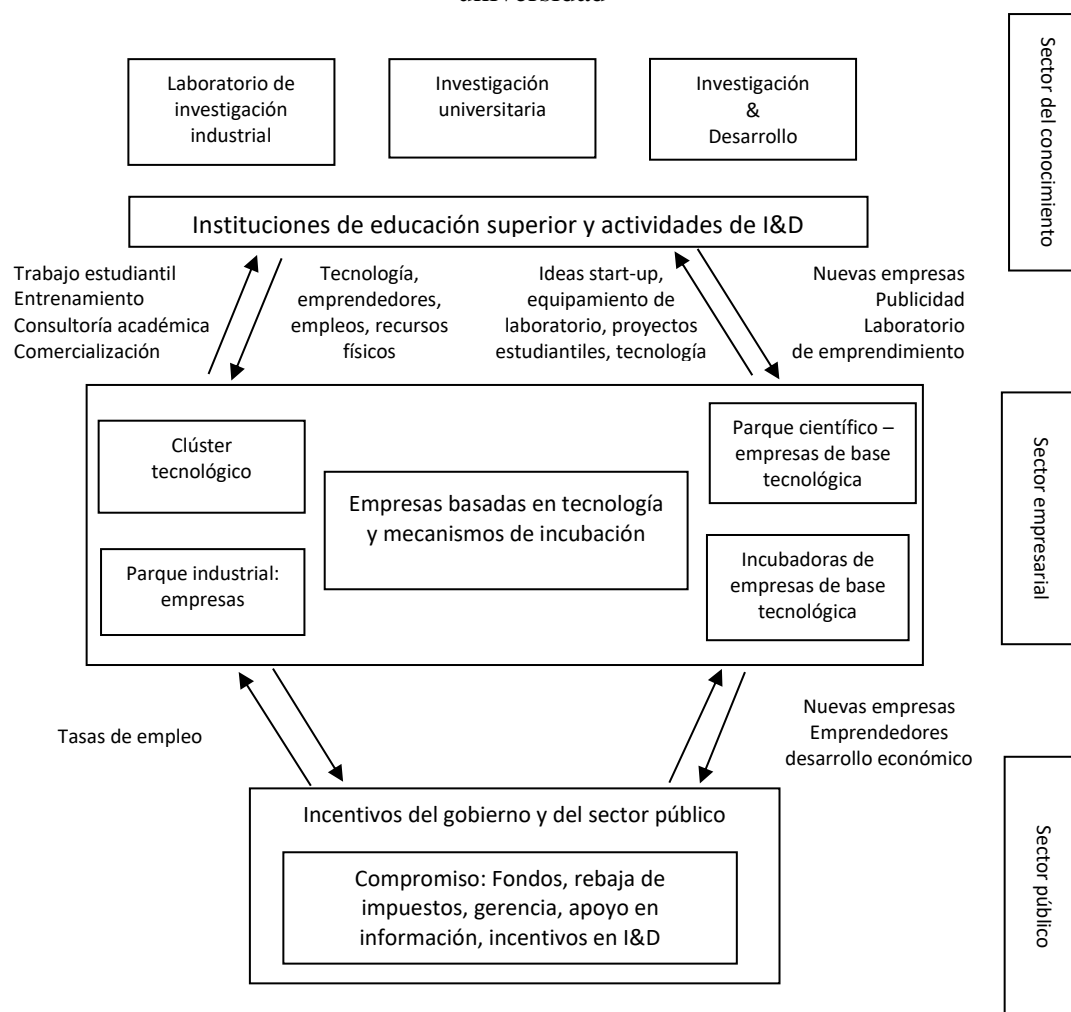 universidad
Sector del conocimiento
Laboratorio de
investigación
industrial
Investigación
universitaria
Investigación
&
Desarrollo
Instituciones de educación superior y actividades de I&D
Trabajo estudiantil
Entrenamiento
Consultoría académica
Comercialización
Tecnología,
emprendedores,
empleos, recursos
físicos
Ideas start-up,
equipamiento de
laboratorio, proyectos
estudiantiles, tecnología
Nuevas empresas
Publicidad
Laboratorio
de emprendimiento
Sector empresarial
Clúster
tecnológico
Parque industrial:
empresas
Empresas basadas en tecnología
y mecanismos de incubación
Parque científico –
empresas de base
tecnológica
Incubadoras de
empresas de base
tecnológica
Tasas de empleo
Nuevas empresas
Emprendedores
desarrollo económico
Sector público
Incentivos del gobierno y del sector público
Compromiso: Fondos, rebaja de
impuestos, gerencia, apoyo en
información, incentivos en I&D